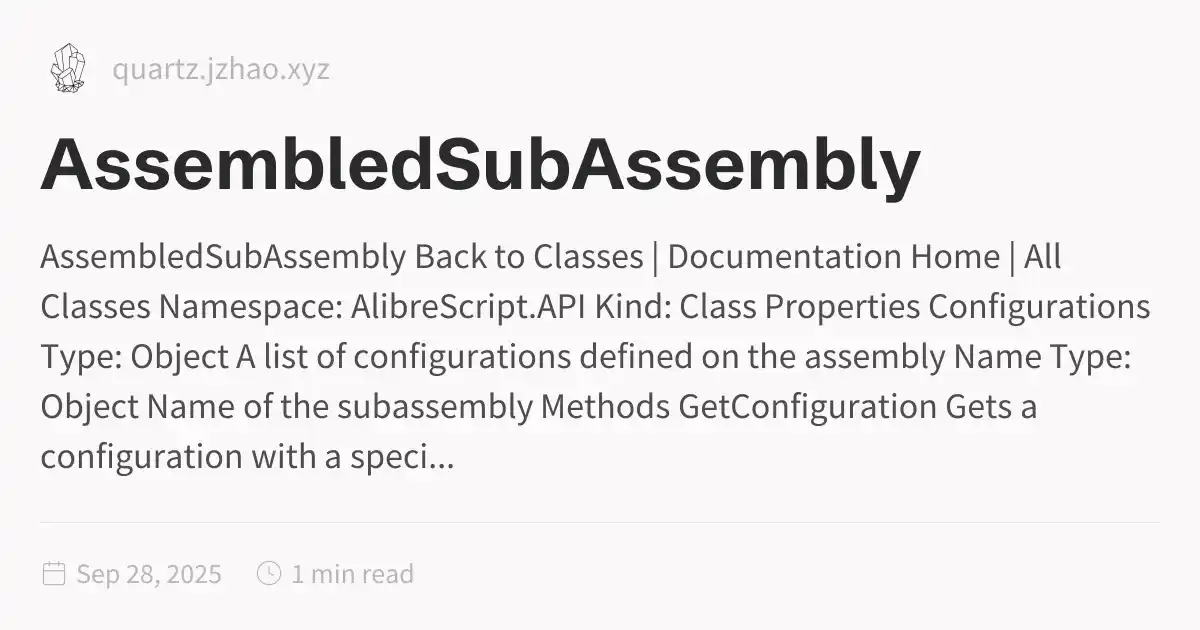 quartz.jzhao.xyz
AssembledSubAssembly
AssembledSubAssembly Back to Classes | Documentation Home | All
Classes Namespace: AlibreScript.API Kind: Class Properties Configurations
Type: Object A list of configurations defined on the assembly Name Type:
Object Name of the subassembly Methods GetConfiguration Gets a
configuration with a speci...
Sep 28, 2025 1 min read